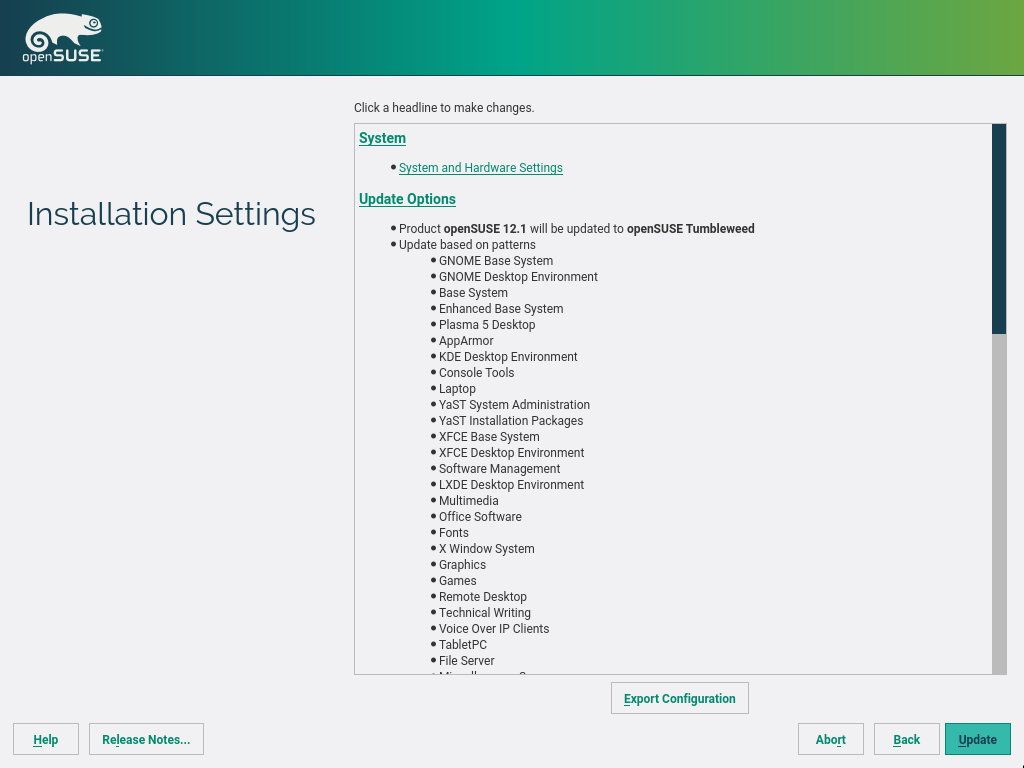 openSUSE
Click a headline to make changes.
Installation Settings
System
System and Hardware Settings
Update Options
Product openSUSE 12.1 will be updated to openSUSE Tumbleweed
Update based on patterns
GNOME Base System
GNOME Desktop Environment
Base System
Enhanced Base System
Plasma 5 Desktop
AppArmor
KDE Desktop Environment
Console Tools
Laptop
YaST System Administration
YaST Installation Packages
XFCE Base System
XFCE Desktop Environment
Software Management
LXDE Desktop Environment
Multimedia
Office Software
Fonts
X Window System
Graphics
Games
Remote Desktop
Technical Writing
Voice Over IP Clients
TabletPC
File Server
Export Configuration
Help
Release Notes...
Abort
Back
Update